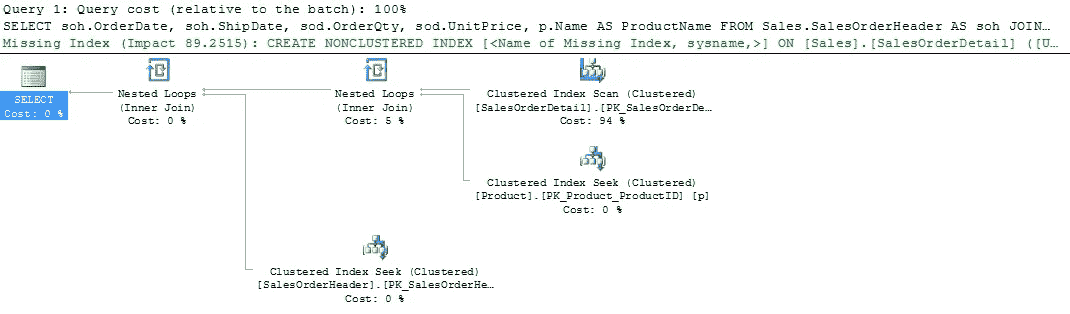 Query 1: Query cost (relative to the batch): 100%
SELECT soh.OrderDate, soh.ShipDate, sod.OrderQty, sod.UnitPrice, p.Name AS ProductName FROM Sales.SalesOrderHeader AS soh JOIN…
Missing Index (Impact 89.2515): CREATE NONCLUSTERED INDEX [<Name of Missing Index, sysname,>] ON [Sales].[SalesOrderDetail] ([U…
SELECT
Cost: 0 %
Nested Loops
(Inner Join)
Cost: 0 %
Nested Loops
(Inner Join)
Cost: 5 %
Clustered Index Scan (Clustered)
[SalesOrderDetail].[PK_SalesOrderDe…
Cost: 94 %
Clustered Index Seek (Clustered)
[Product].[PK_Product_ProductID] [p]
Cost: 0 %
Clustered Index Seek (Clustered)
[SalesOrderHeader].[PK_SalesOrderHe…
Cost: 0 %